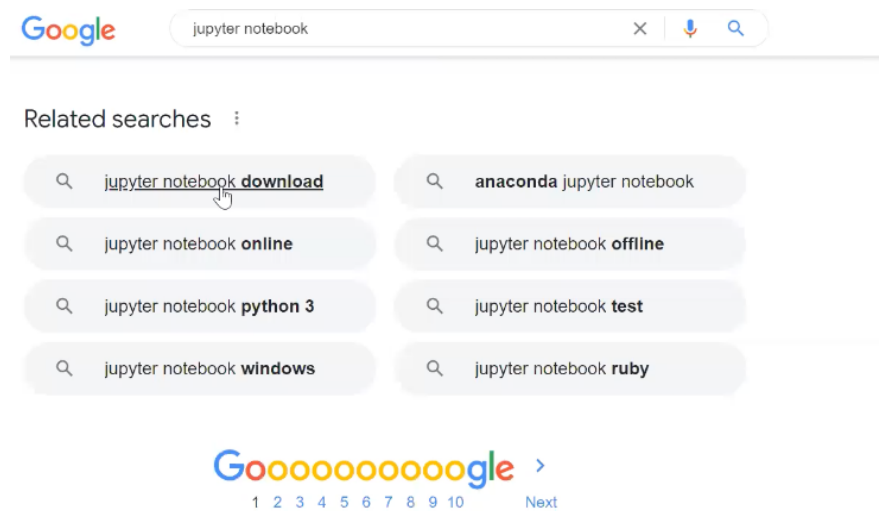 Google jupyter notebook
Related searches
jupyter notebook download anaconda jupyter notebook
jupyter notebook online jupyter notebook offline
jupyter notebook python 3 jupyter notebook test
jupyter notebook windows jupyter notebook ruby
Goooooooooogle
1 2 3 4 5 6 7 8 9 10 Next